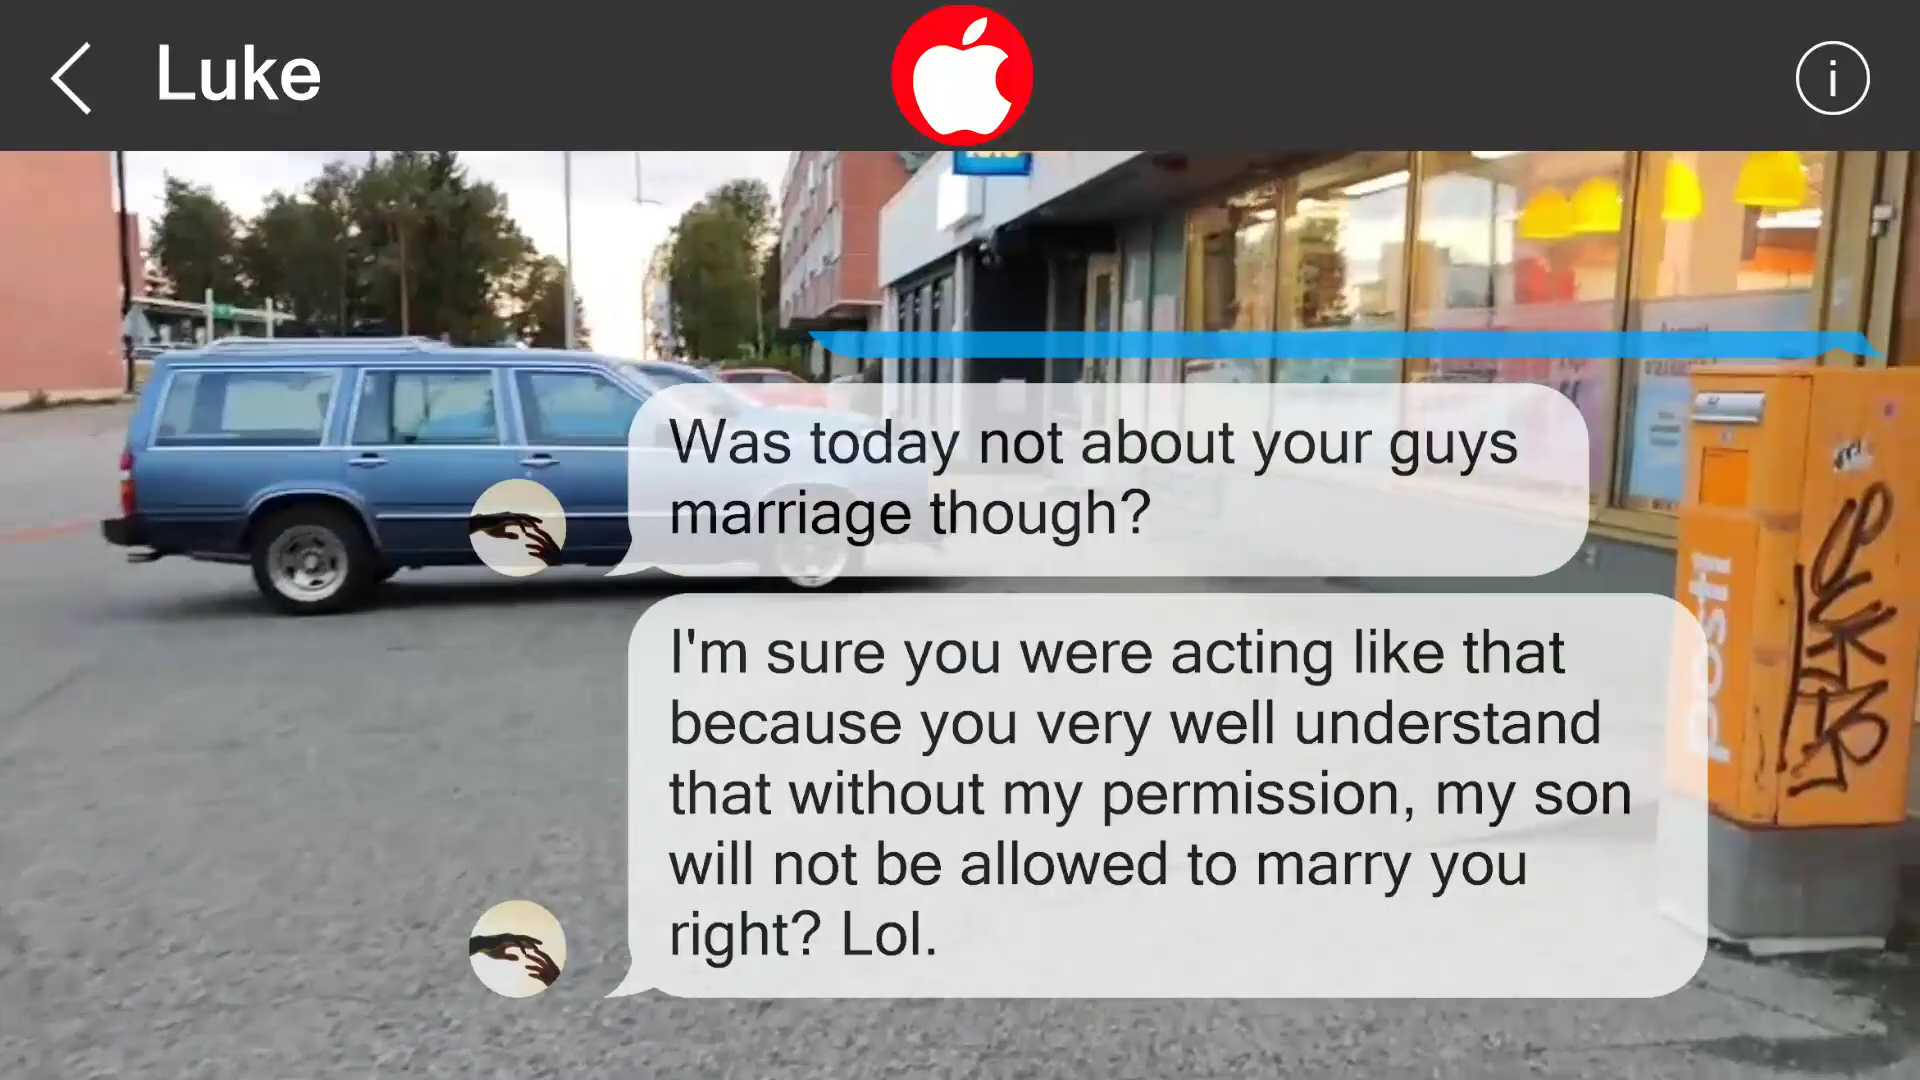 Luke
i
Was today not about your guys
marriage though?
I'm sure you were acting like that
because you very well understand
that without my permission, my son
will not be allowed to marry you
right? Lol.
posti